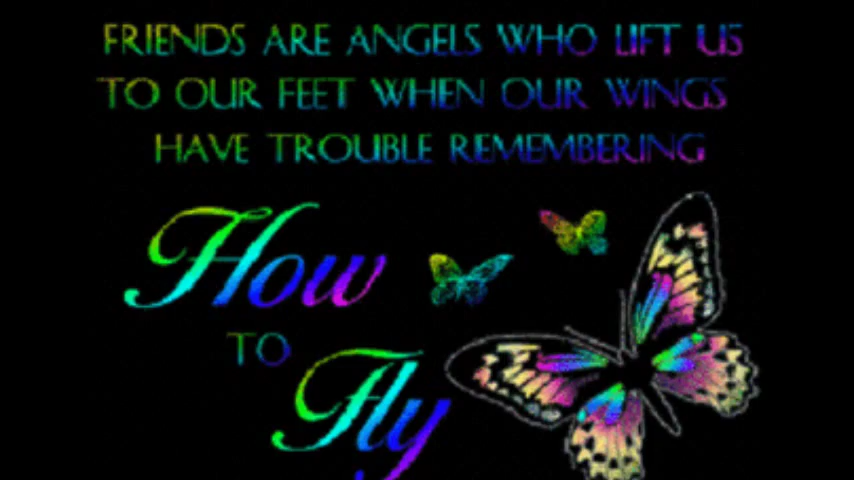 FRIENDS ARE ANGELS WHO LIFT US
TO OUR FEET WHEN OUR WINGS
HAVE TROUBLE REMEMBERING
How
TO
Fly